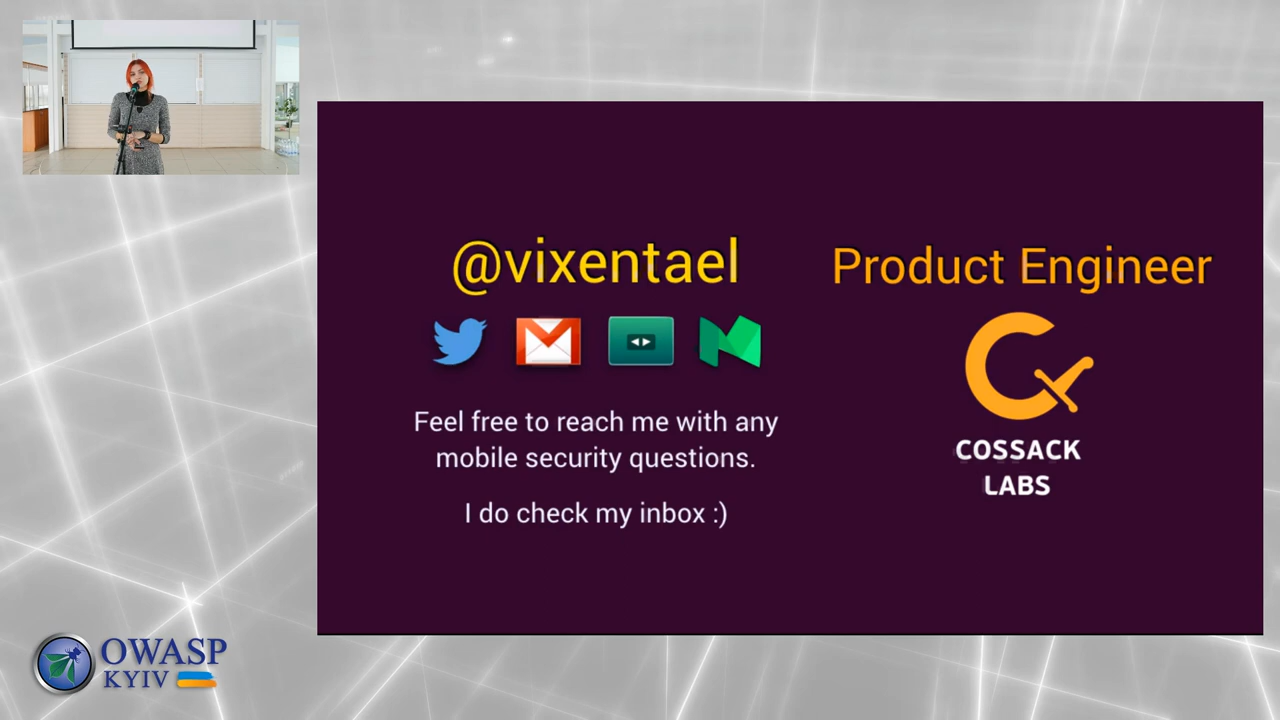 @vixentael
Feel free to reach me with any
mobile security questions.
I do check my inbox :)
Product Engineer
COSSACK
LABS
OWASP
KYIV